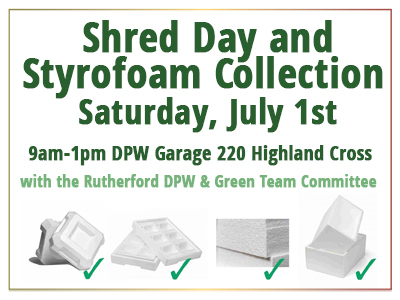 Shred Day and
Styrofoam Collection
Saturday, July 1st
9am-1pm DPW Garage 220 Highland Cross
with the Rutherford DPW & Green Team Committee